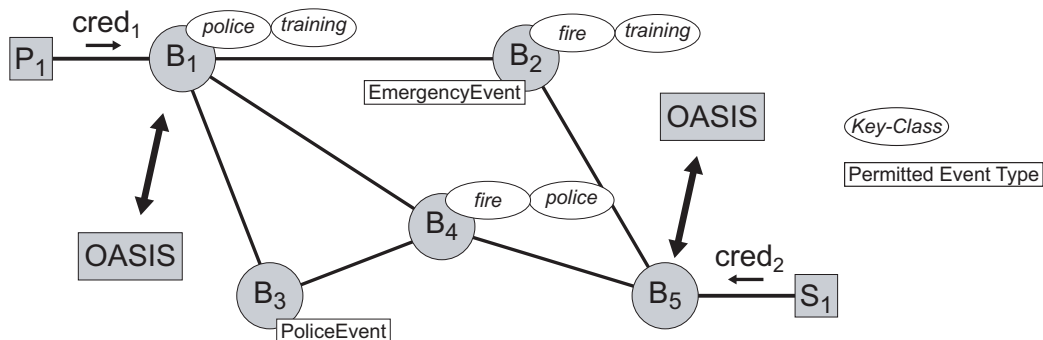 cred1
P1
B1
police
training
B2
fire
training
EmergencyEvent
OASIS
Key-Class
Permitted Event Type
fire
police
B4
OASIS
cred2
B3
PoliceEvent
B5
S1